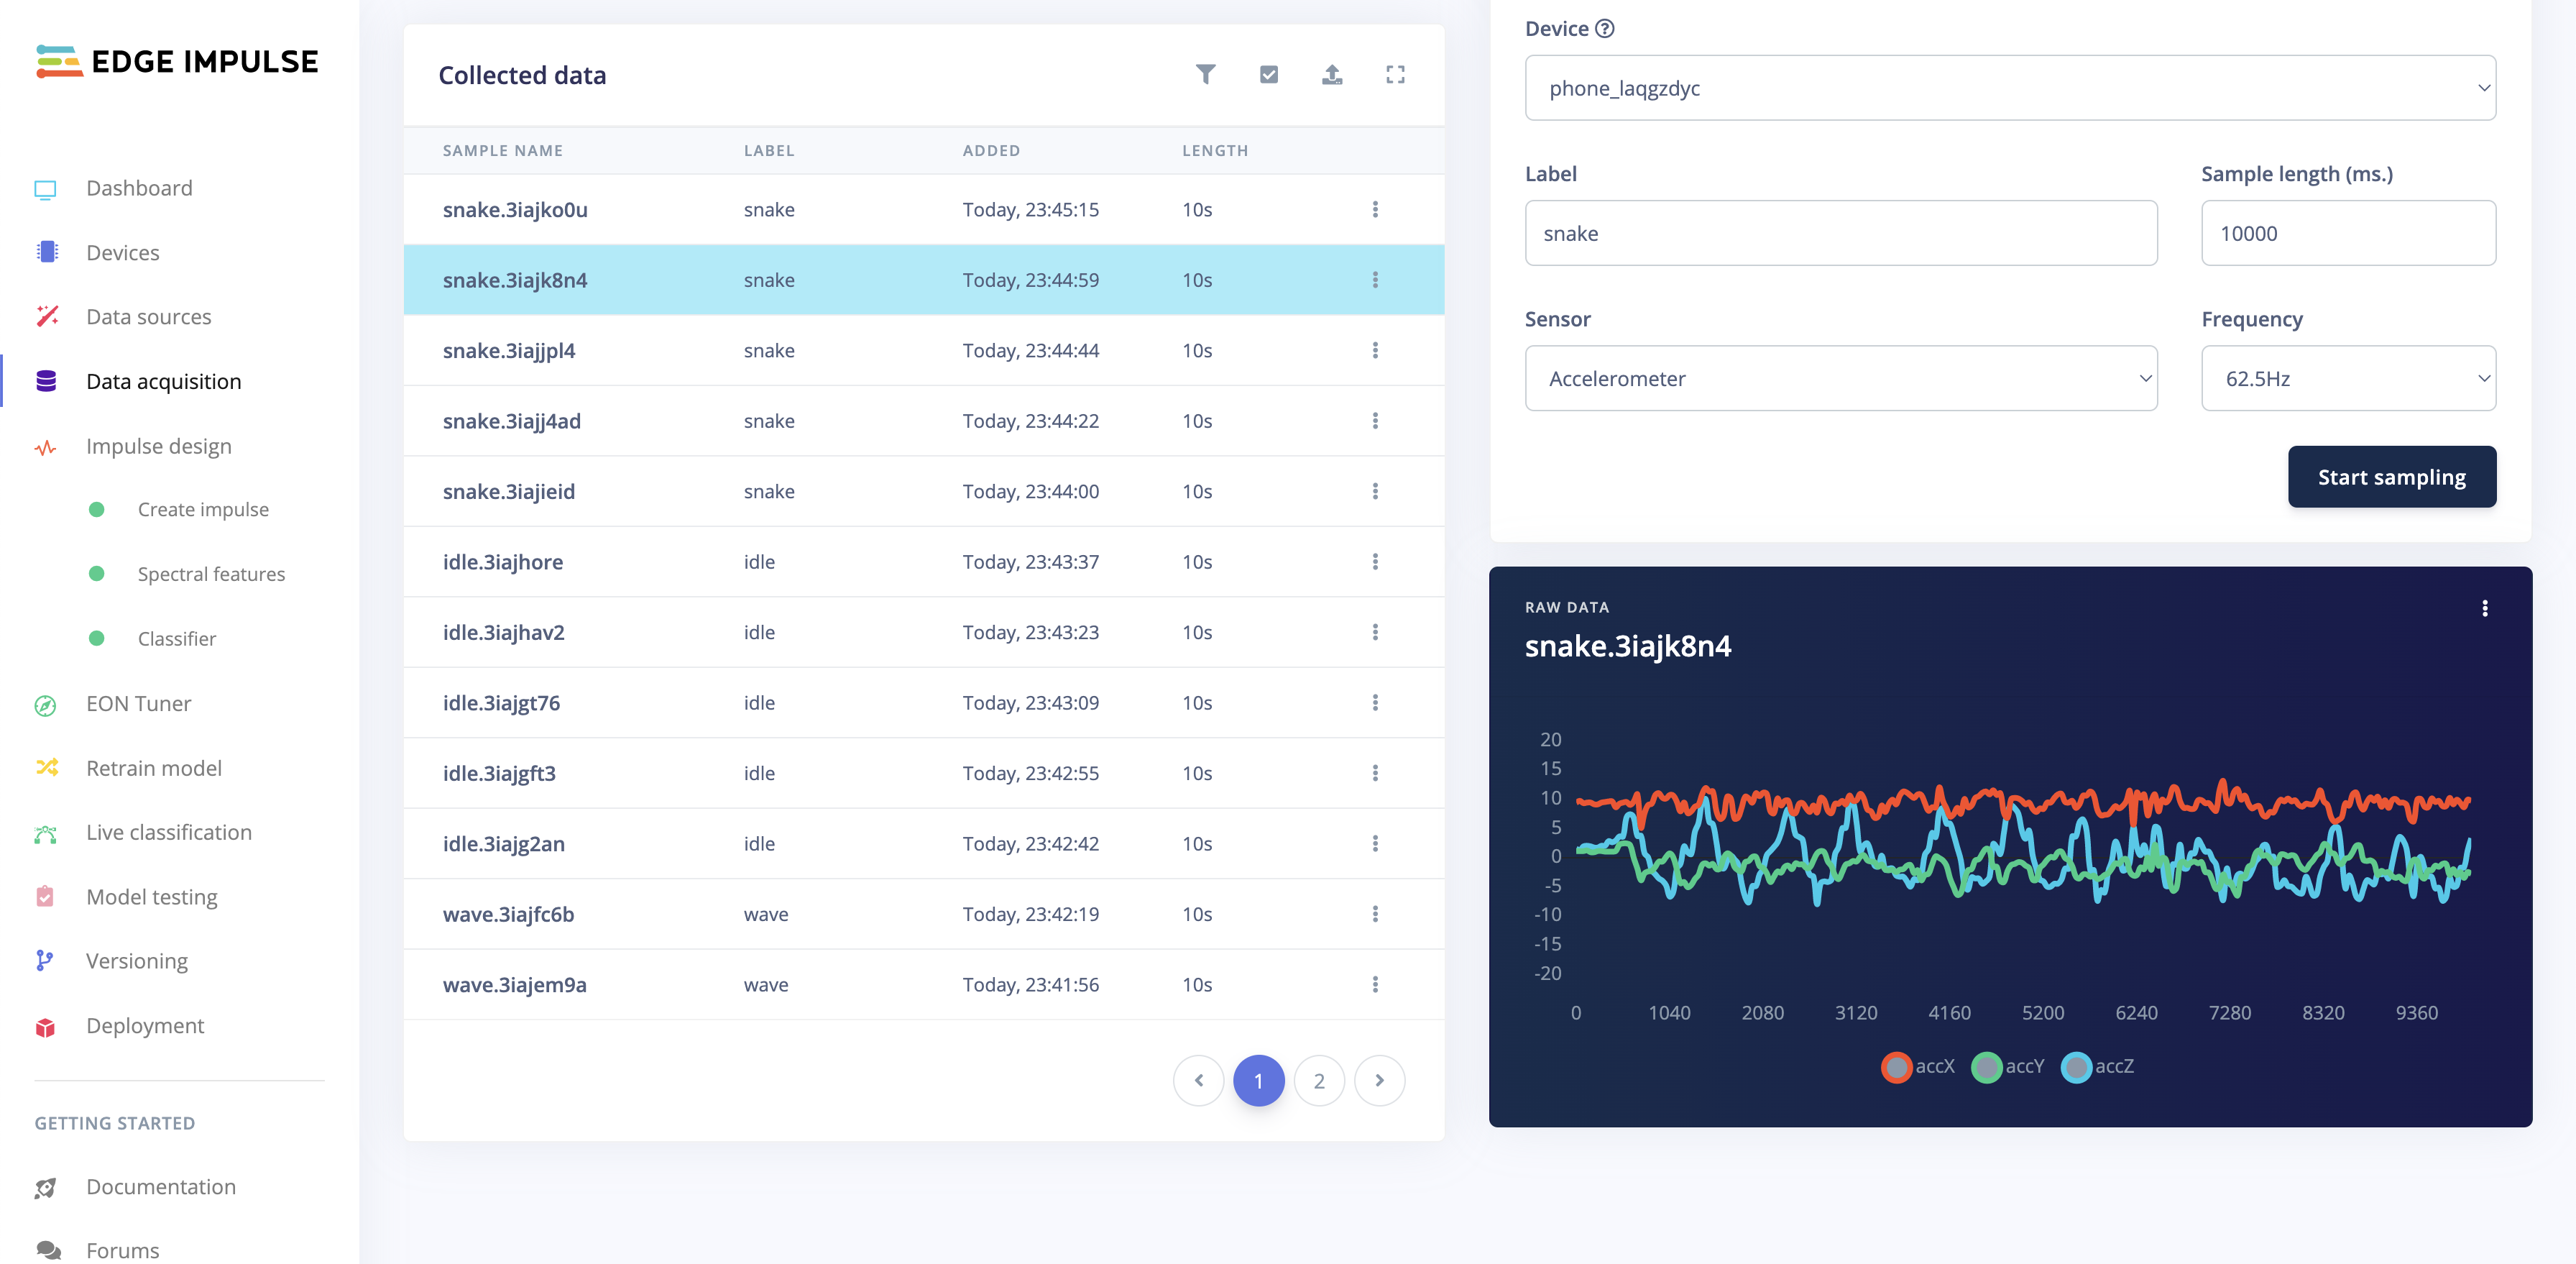 EDGE IMPULSE
Dashboard
Devices
Data sources
Data acquisition
Impulse design
Create impulse
Spectral features
Classifier
EON Tuner
Retrain model
Live classification
Model testing
Versioning
Deployment
GETTING STARTED
Documentation
Forums
Collected data
SAMPLE NAME LABEL ADDED LENGTH
snake.3iajko0u snake Today, 23:45:15 10s
snake.3iajk8n4 snake Today, 23:44:59 10s
snake.3iajjpl4 snake Today, 23:44:44 10s
snake.3iajj4ad snake Today, 23:44:22 10s
snake.3iajieid snake Today, 23:44:00 10s
idle.3iajhore idle Today, 23:43:37 10s
idle.3iajhav2 idle Today, 23:43:23 10s
idle.3iajgt76 idle Today, 23:43:09 10s
idle.3iajgft3 idle Today, 23:42:55 10s
idle.3iajg2an idle Today, 23:42:42 10s
wave.3iajfc6b wave Today, 23:42:19 10s
wave.3iajem9a wave Today, 23:41:56 10s
1 2
Device ?
phone_laqgzdyc
Label Sample length (ms.)
snake 10000
Sensor Frequency
Accelerometer 62.5Hz
Start sampling
RAW DATA
snake.3iajk8n4
20
15
10
5
0
-5
-10
-15
-20
0 1040 2080 3120 4160 5200 6240 7280 8320 9360
accX accY accZ